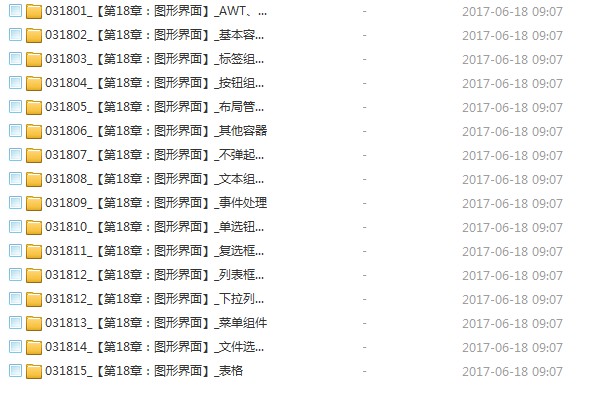 031801_【第18章：图形界面】_AWT、... - 2017-06-18 09:07
031802_【第18章：图形界面】_基本容... - 2017-06-18 09:07
031803_【第18章：图形界面】_标签组... - 2017-06-18 09:07
031804_【第18章：图形界面】_按钮组... - 2017-06-18 09:07
031805_【第18章：图形界面】_布局管... - 2017-06-18 09:07
031806_【第18章：图形界面】_其他容器 - 2017-06-18 09:07
031807_【第18章：图形界面】_不弹起... - 2017-06-18 09:07
031808_【第18章：图形界面】_文本组... - 2017-06-18 09:07
031809_【第18章：图形界面】_事件处理 - 2017-06-18 09:07
031810_【第18章：图形界面】_单选钮... - 2017-06-18 09:07
031811_【第18章：图形界面】_复选框... - 2017-06-18 09:07
031812_【第18章：图形界面】_列表框... - 2017-06-18 09:07
031812_【第18章：图形界面】_下拉列... - 2017-06-18 09:07
031813_【第18章：图形界面】_菜单组件 - 2017-06-18 09:07
031814_【第18章：图形界面】_文件选... - 2017-06-18 09:07
031815_【第18章：图形界面】_表格 - 2017-06-18 09:07